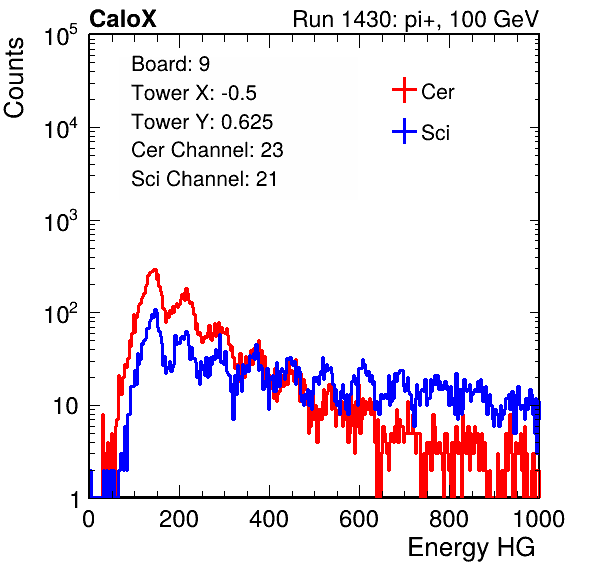 CaloX Run 1430: pi+, 100 GeV
Board: 9
Tower X: -0.5
Tower Y: 0.625
Cer Channel: 23
Sci Channel: 21
Cer
Sci
Counts
10^5
10^4
10^3
10^2
10
1
0 200 400 600 800 1000
Energy HG